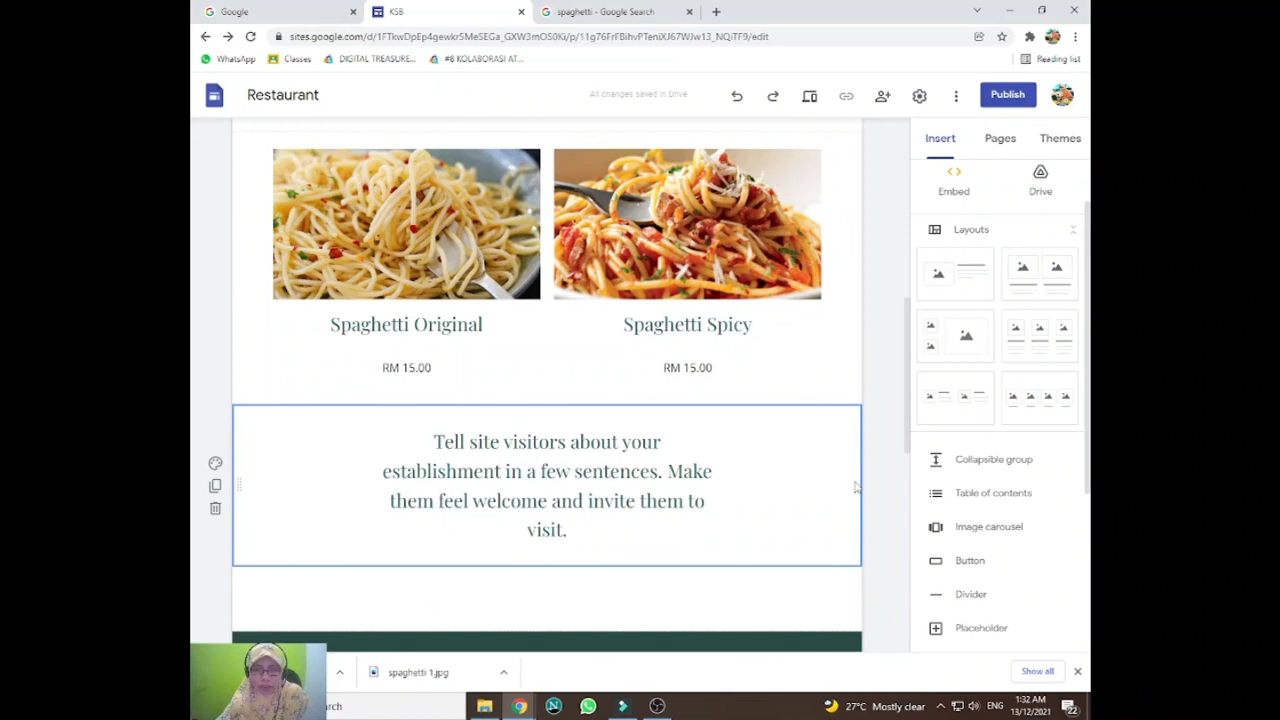 Google
KSB
spaghetti - Google Search
sites.google.com/d/1FTkwDpEp4gewkr5MeSEGa_GXW3mOS0Ki/p/11g76FrFBihvPTeniXJ67WJw13_NQiTF9/edit
WhatsApp
Classes
DIGITAL TREASURE...
#8 KOLABORASI AT...
Reading list
Restaurant
All changes saved in Drive
Publish
Insert
Pages
Themes
Embed
Drive
Layouts
Spaghetti Original
Spaghetti Spicy
RM 15.00
RM 15.00
Tell site visitors about your
establishment in a few sentences. Make
them feel welcome and invite them to
visit.
Collapsible group
Table of contents
Image carousel
Button
Divider
Placeholder
spaghetti 1.jpg
Show all
27°C Mostly clear
ENG
1:32 AM
13/12/2021
22